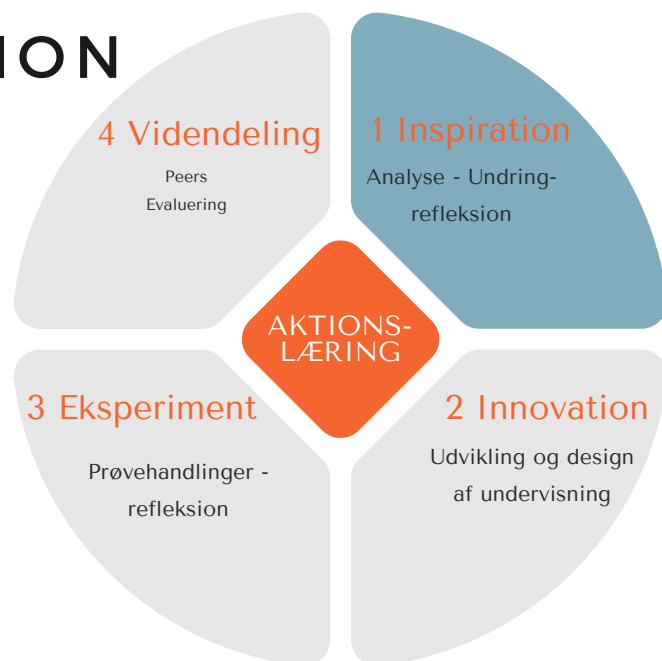 ION
4 Videndeling
Peers
Evaluering
1 Inspiration
Analyse - Undring-
refleksion
AKTIONS-
LÆRING
3 Eksperiment
Prøvehandlinger -
refleksion
2 Innovation
Udvikling og design
af undervisning